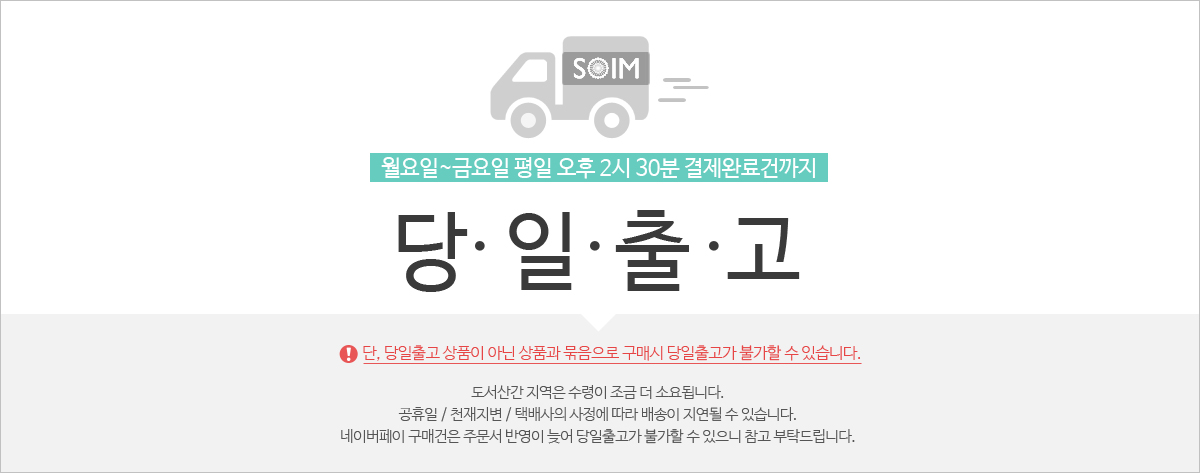 SOIM
월요일~금요일 평일 오후 2시 30분 결제완료건까지
당·일·출·고
단, 당일출고 상품이 아닌 상품과 묶음으로 구매시 당일출고가 불가할 수 있습니다.
도서산간 지역은 수령이 조금 더 소요됩니다.
공휴일 / 천재지변 / 택배사의 사정에 따라 배송이 지연될 수 있습니다.
네이버페이 구매건은 주문서 반영이 늦어 당일출고가 불가할 수 있으니 참고 부탁드립니다.